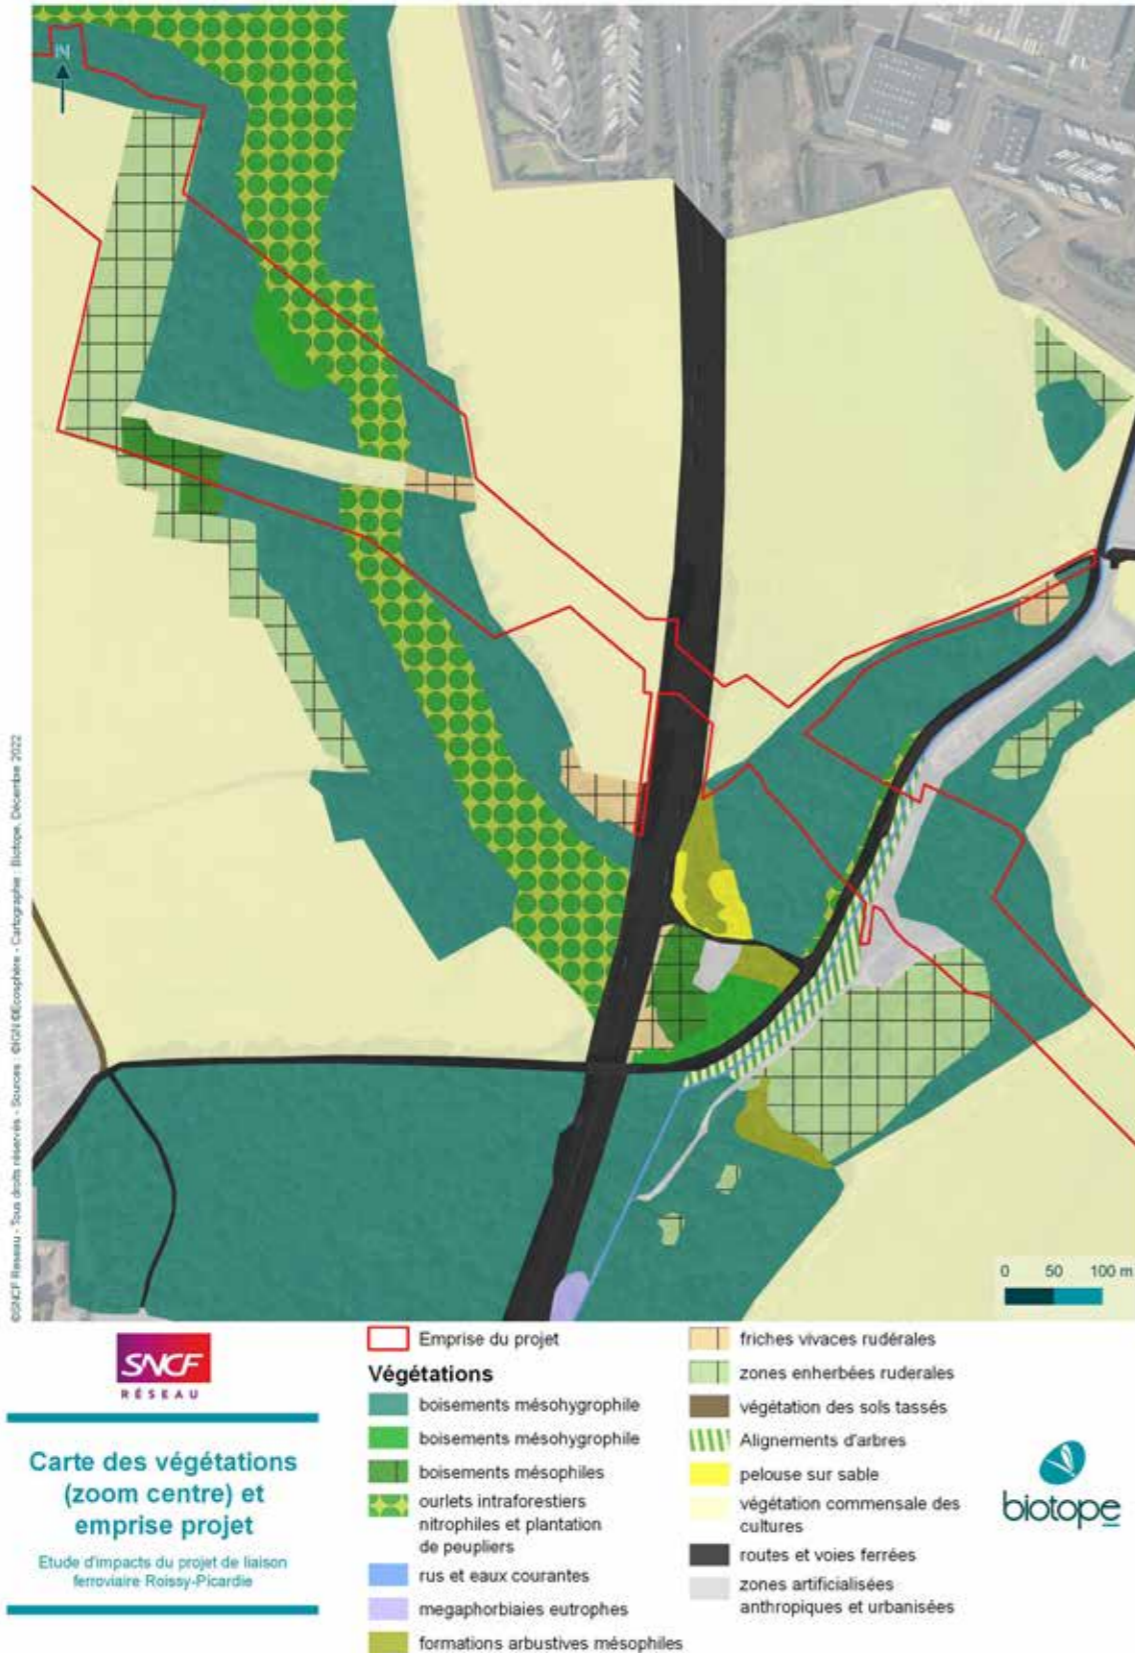 N
©SNCF Reseau - Tous droits réservés - Sources : ©IGN ©Ecosphère - Cartographie : Biotope, Décembre 2022
0 50 100 m
SNCF
RÉSEAU
Carte des végétations
(zoom centre) et
emprise projet
Etude d'impacts du projet de liaison
ferroviaire Roissy-Picardie
Emprise du projet
Végétations
boisements mésohygrophile
boisements mésohygrophile
boisements mésophiles
ourlets intraforestiers
nitrophiles et plantation
de peupliers
rus et eaux courantes
megaphorbiaies eutrophes
formations arbustives mésophiles
friches vivaces rudérales
zones enherbées ruderales
végétation des sols tassés
Alignements d'arbres
pelouse sur sable
végétation commensale des
cultures
routes et voies ferrées
zones artificialisées
anthropiques et urbanisées
biotope